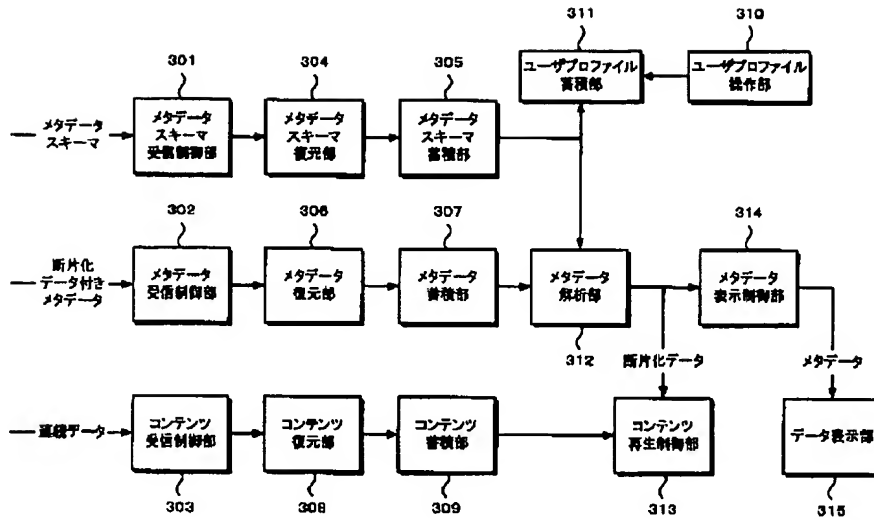 311
310
301
304
305
ユーザプロファイル
蓄積部
ユーザプロファイル
操作部
メタデータ
スキーマ
メタデータ
スキーマ
受信制御部
メタデータ
スキーマ
復元部
メタデータ
スキーマ
蓄積部
302
306
307
314
断片化
データ付き
メタデータ
メタデータ
受信制御部
メタデータ
復元部
メタデータ
蓄積部
メタデータ
解析部
メタデータ
表示制御部
312
断片化データ
メタデータ
連続データ
コンテンツ
受信制御部
コンテンツ
復元部
コンテンツ
蓄積部
コンテンツ
再生制御部
データ表示部
303
308
309
313
315